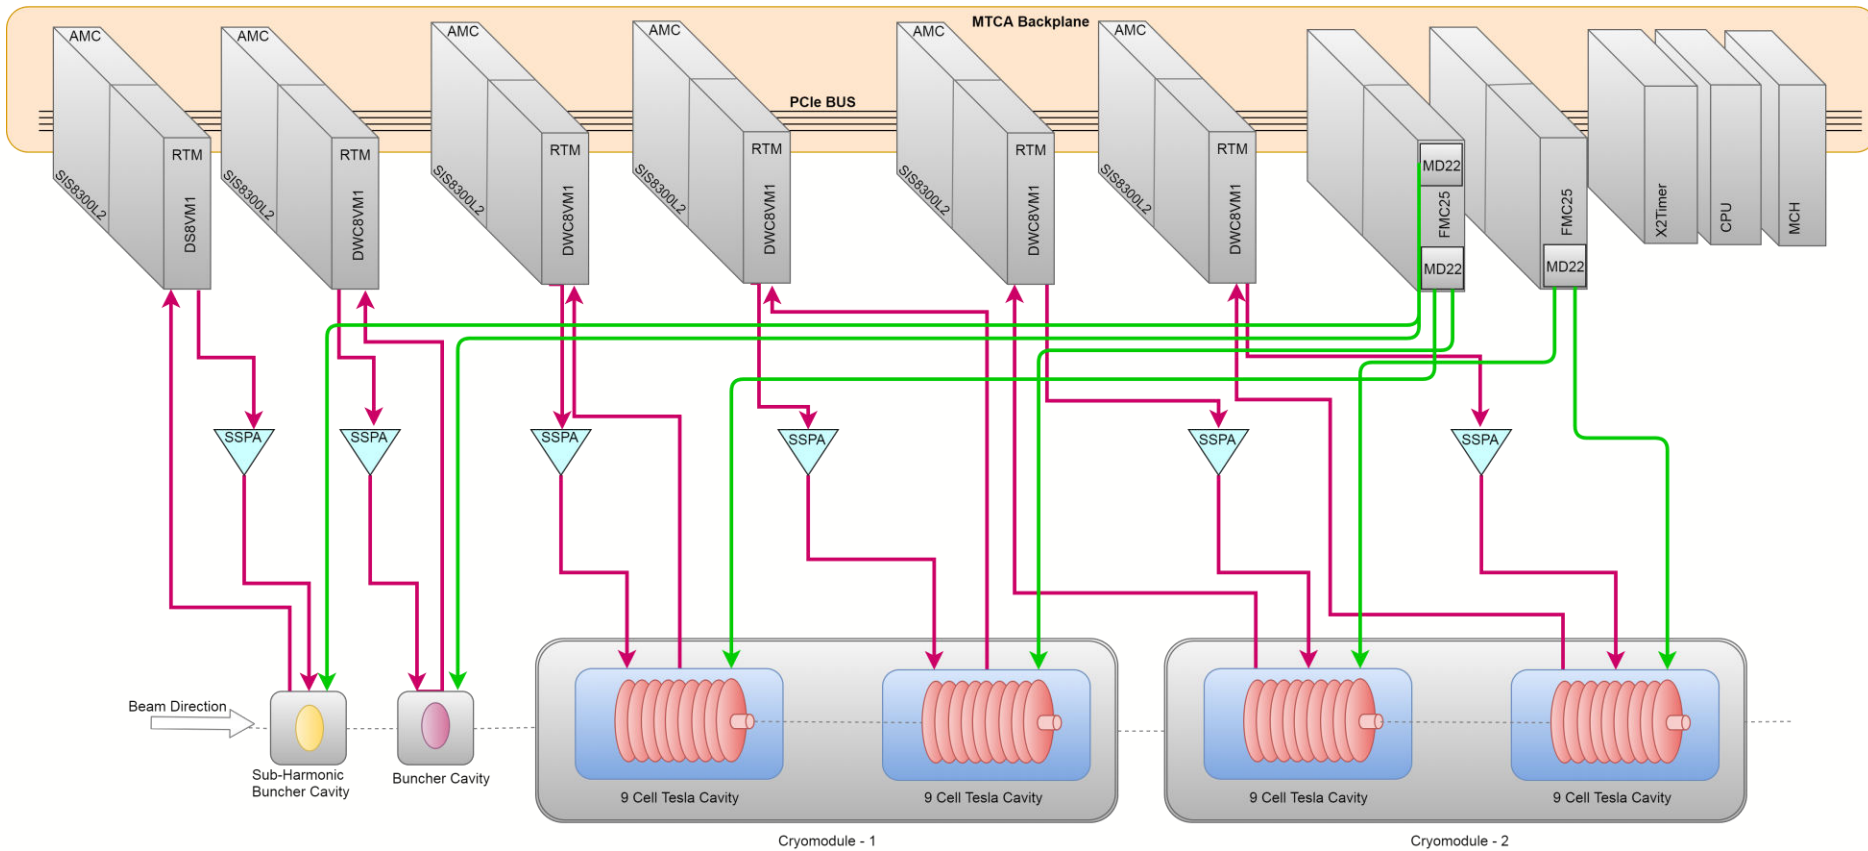 MTCA Backplane
AMC
AMC
AMC
AMC
AMC
AMC
PCIe BUS
RTM
RTM
RTM
RTM
RTM
RTM
SIS8300L2
SIS8300L2
SIS8300L2
SIS8300L2
SIS8300L2
SIS8300L2
DS8VM1
DWC8VM1
DWC8VM1
DWC8VM1
DWC8VM1
DWC8VM1
MD22
FMC25
MD22
FMC25
MD22
X2Timer
CPU
MCH
SSPA
SSPA
SSPA
SSPA
SSPA
SSPA
Beam Direction
Sub-Harmonic
Buncher Cavity
Buncher Cavity
9 Cell Tesla Cavity
9 Cell Tesla Cavity
9 Cell Tesla Cavity
9 Cell Tesla Cavity
Cryomodule - 1
Cryomodule - 2